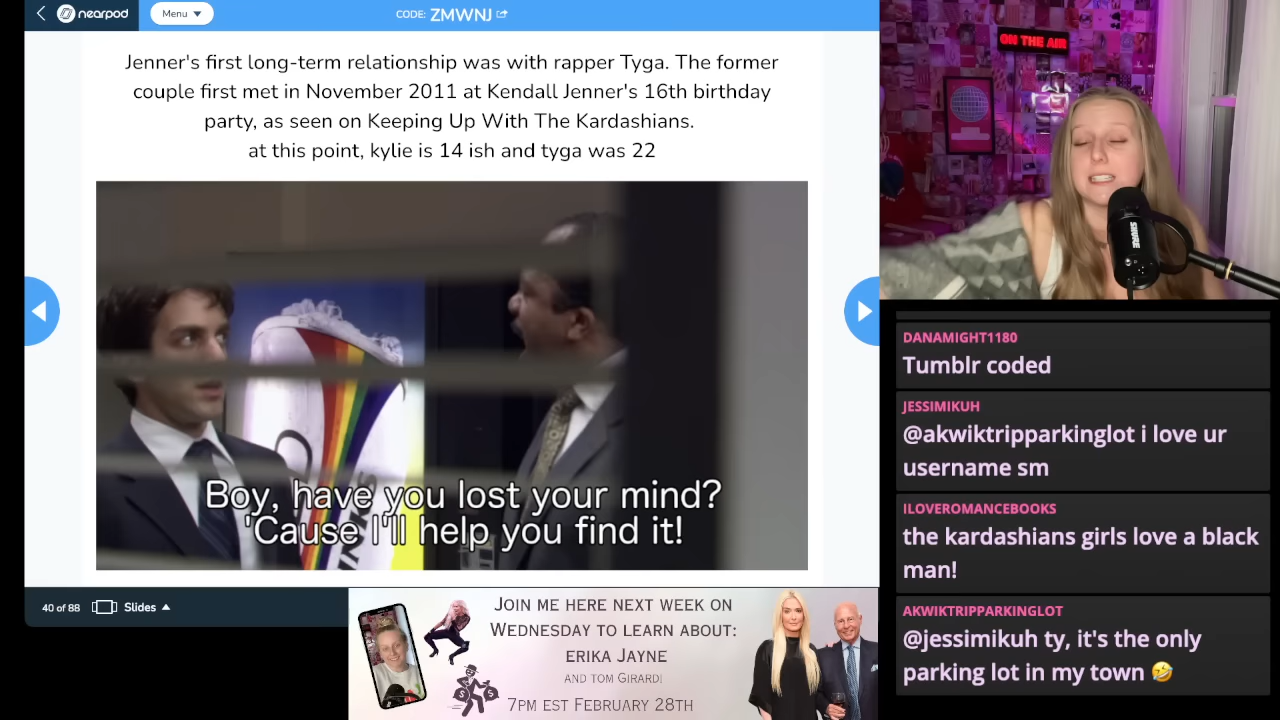 nearpod
Menu
CODE: ZMWNJ
Jenner's first long-term relationship was with rapper Tyga. The former
couple first met in November 2011 at Kendall Jenner's 16th birthday
party, as seen on Keeping Up With The Kardashians.
at this point, kylie is 14 ish and tyga was 22
Boy, have you lost your mind?
'Cause I'll help you find it!
40 of 88
Slides
JOIN ME HERE NEXT WEEK ON
WEDNESDAY TO LEARN ABOUT:
ERIKA JAYNE
AND TOM GIRARDI
7PM EST FEBRUARY 28TH
ON THE AIR
SHURE
DANAMIGHT1180
Tumblr coded
JESSIMIKUH
@akwiktripparkinglot i love ur
username sm
ILOVEROMANCEBOOKS
the kardashians girls love a black
man!
AKWIKTRIPPARKINGLOT
@jessimikuh ty, it's the only
parking lot in my town 🤣